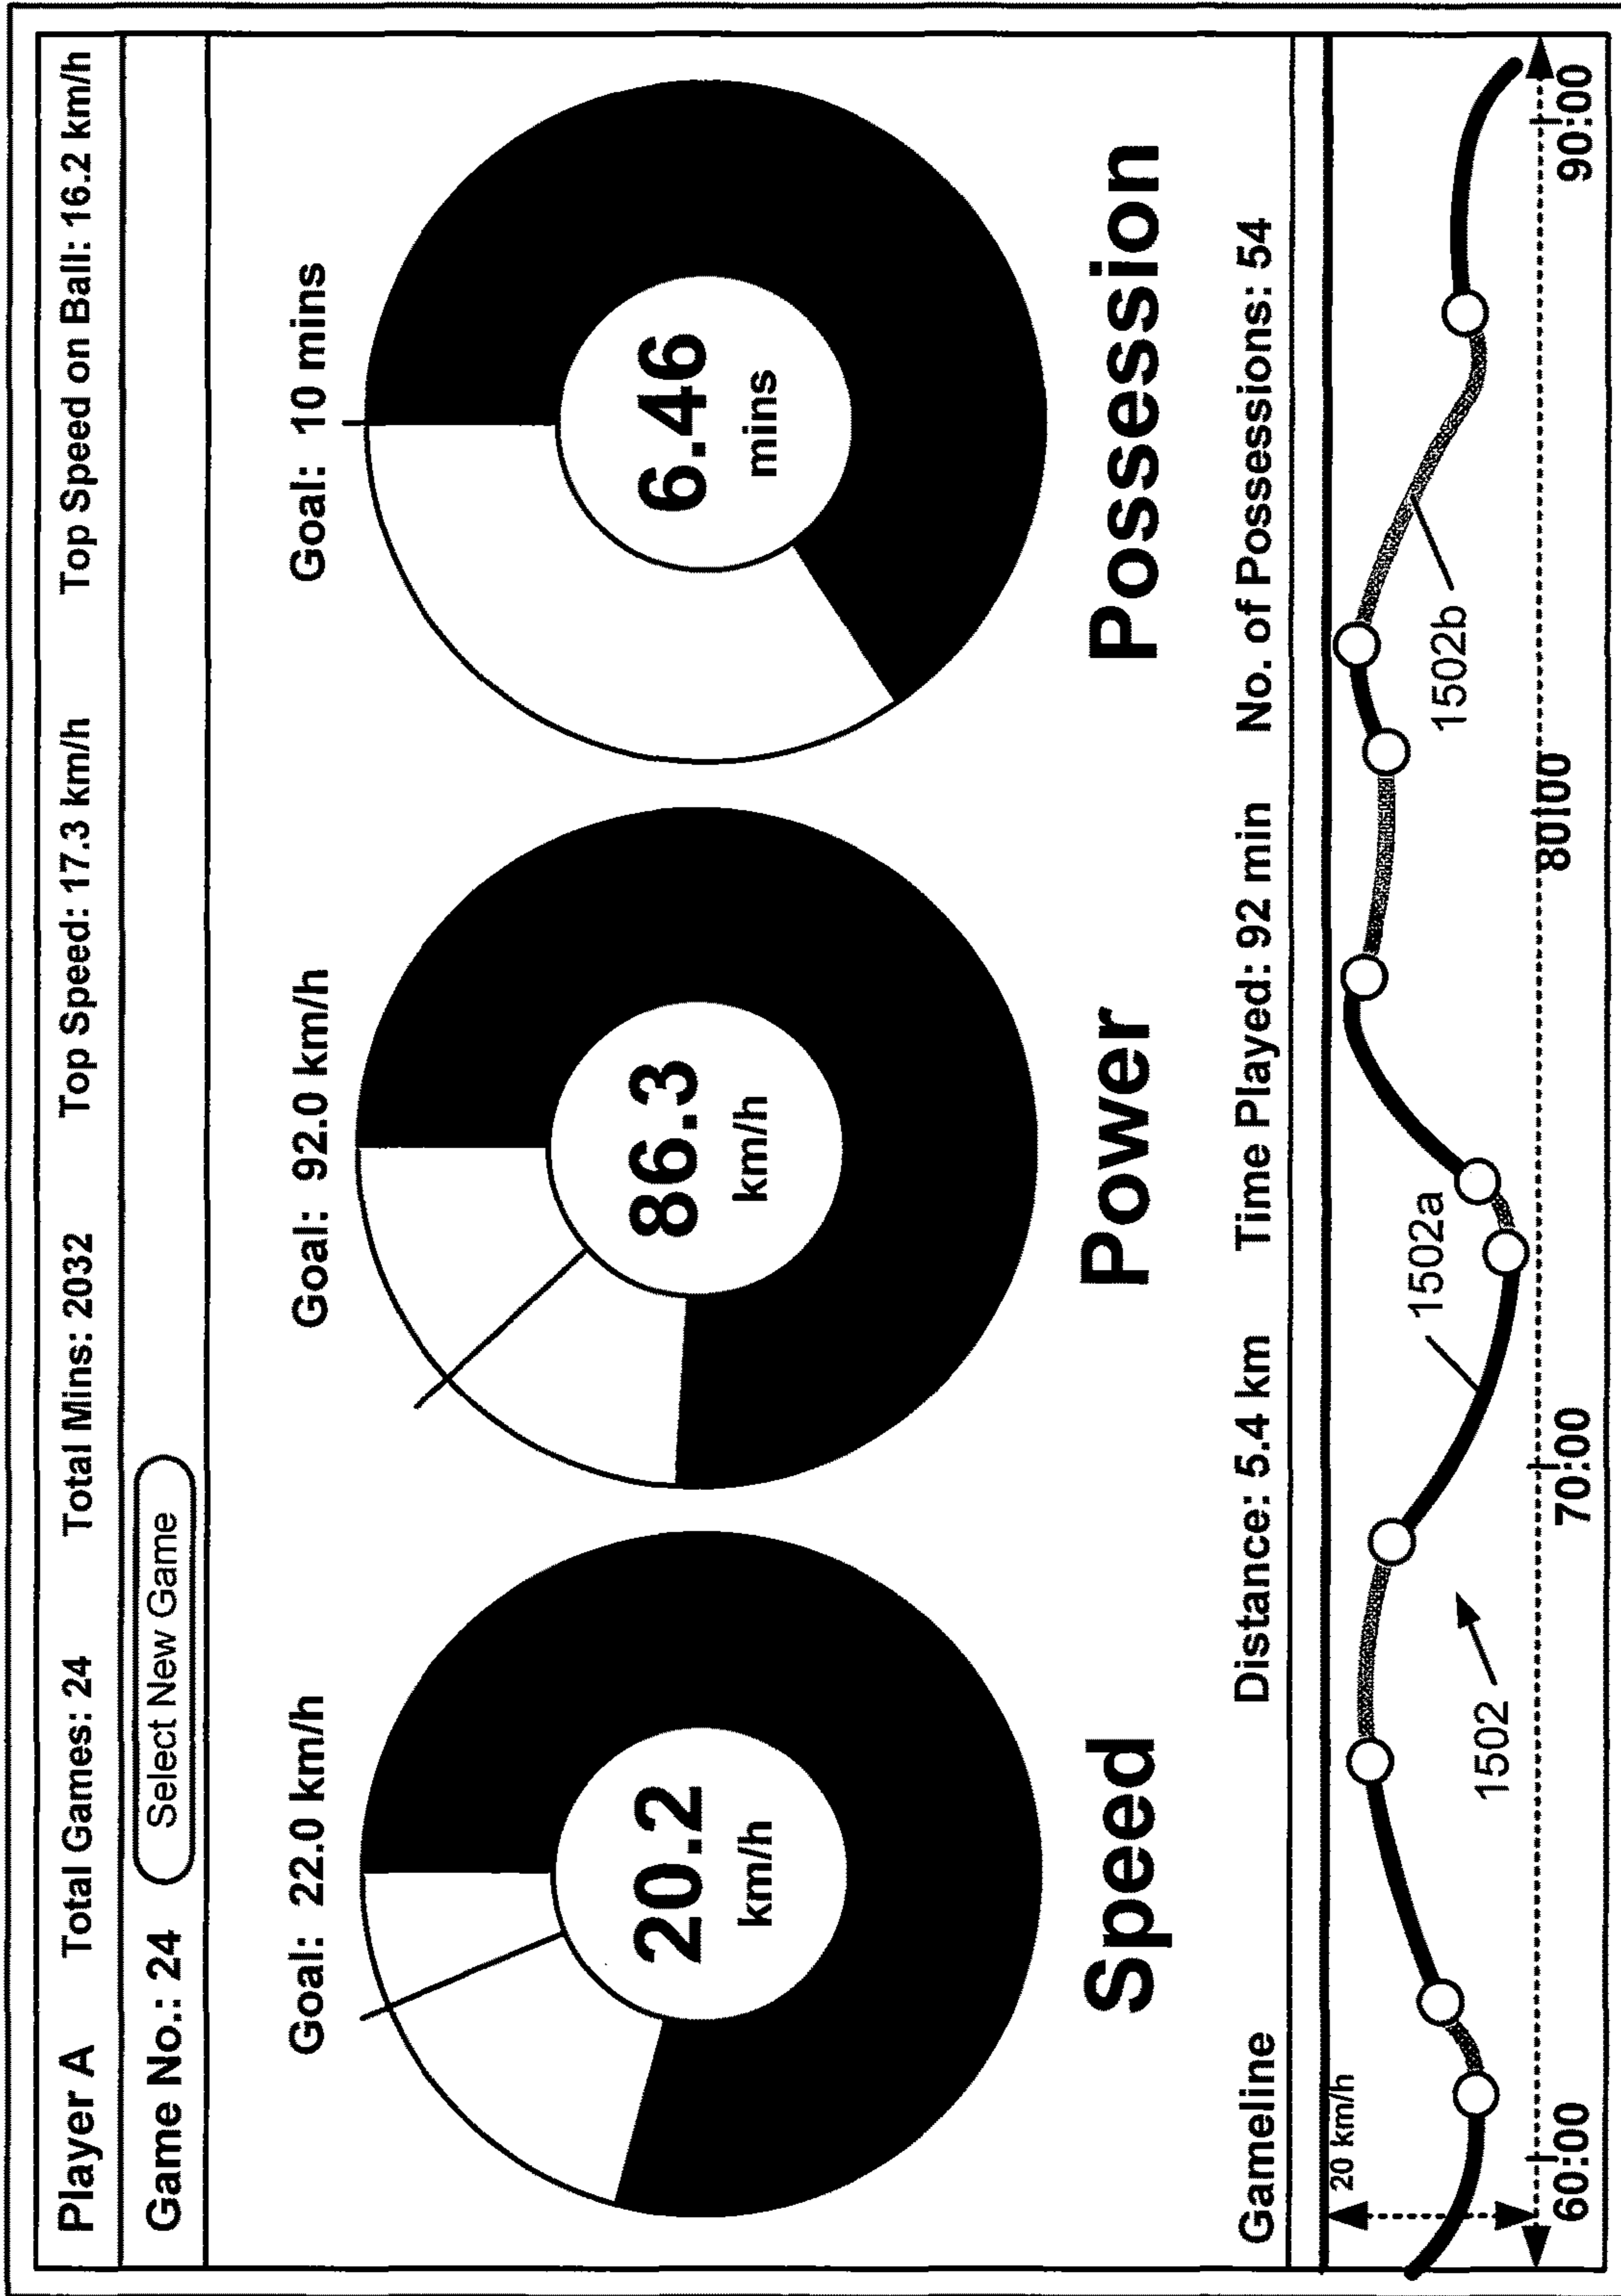 Player A Total Games: 24 Total Mins: 2032 Top Speed: 17.3 km/h Top Speed on Ball: 16.2 km/h
Game No.: 24 Select New Game
Goal: 22.0 km/h Goal: 92.0 km/h Goal: 10 mins
20.2 86.3 6.46
km/h km/h mins
Speed Power Possession
Gameline Distance: 5.4 km Time Played: 92 min No. of Possessions: 54
20 km/h
1502 1502a 1502b
60:00 70:00 80:00 90:00